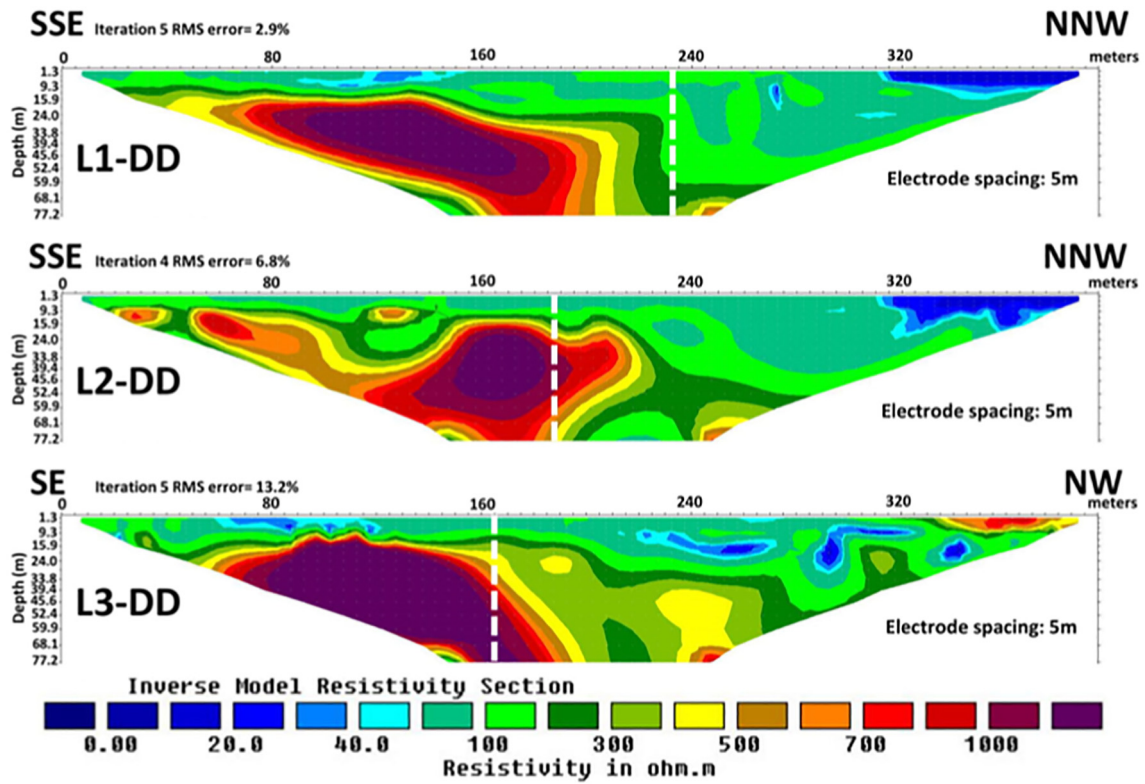 SSE Iteration 5 RMS error= 2.9% NNW
0 80 160 240 320 meters
1.3
9.3
15.9
24.0
33.8
39.4
45.6
52.4
59.9
68.1
77.2
Depth (m)
L1-DD
Electrode spacing: 5m
SSE Iteration 4 RMS error= 6.8% NNW
0 80 160 240 320 meters
1.3
9.3
15.9
24.0
33.8
39.4
45.6
52.4
59.9
68.1
77.2
Depth (m)
L2-DD
Electrode spacing: 5m
SE Iteration 5 RMS error= 13.2% NW
0 80 160 240 320 meters
1.3
9.3
15.9
24.0
33.8
39.4
45.6
52.4
59.9
68.1
77.2
Depth (m)
L3-DD
Electrode spacing: 5m
Inverse Model Resistivity Section
0.00 20.0 40.0 100 300 500 700 1000
Resistivity in ohm.m